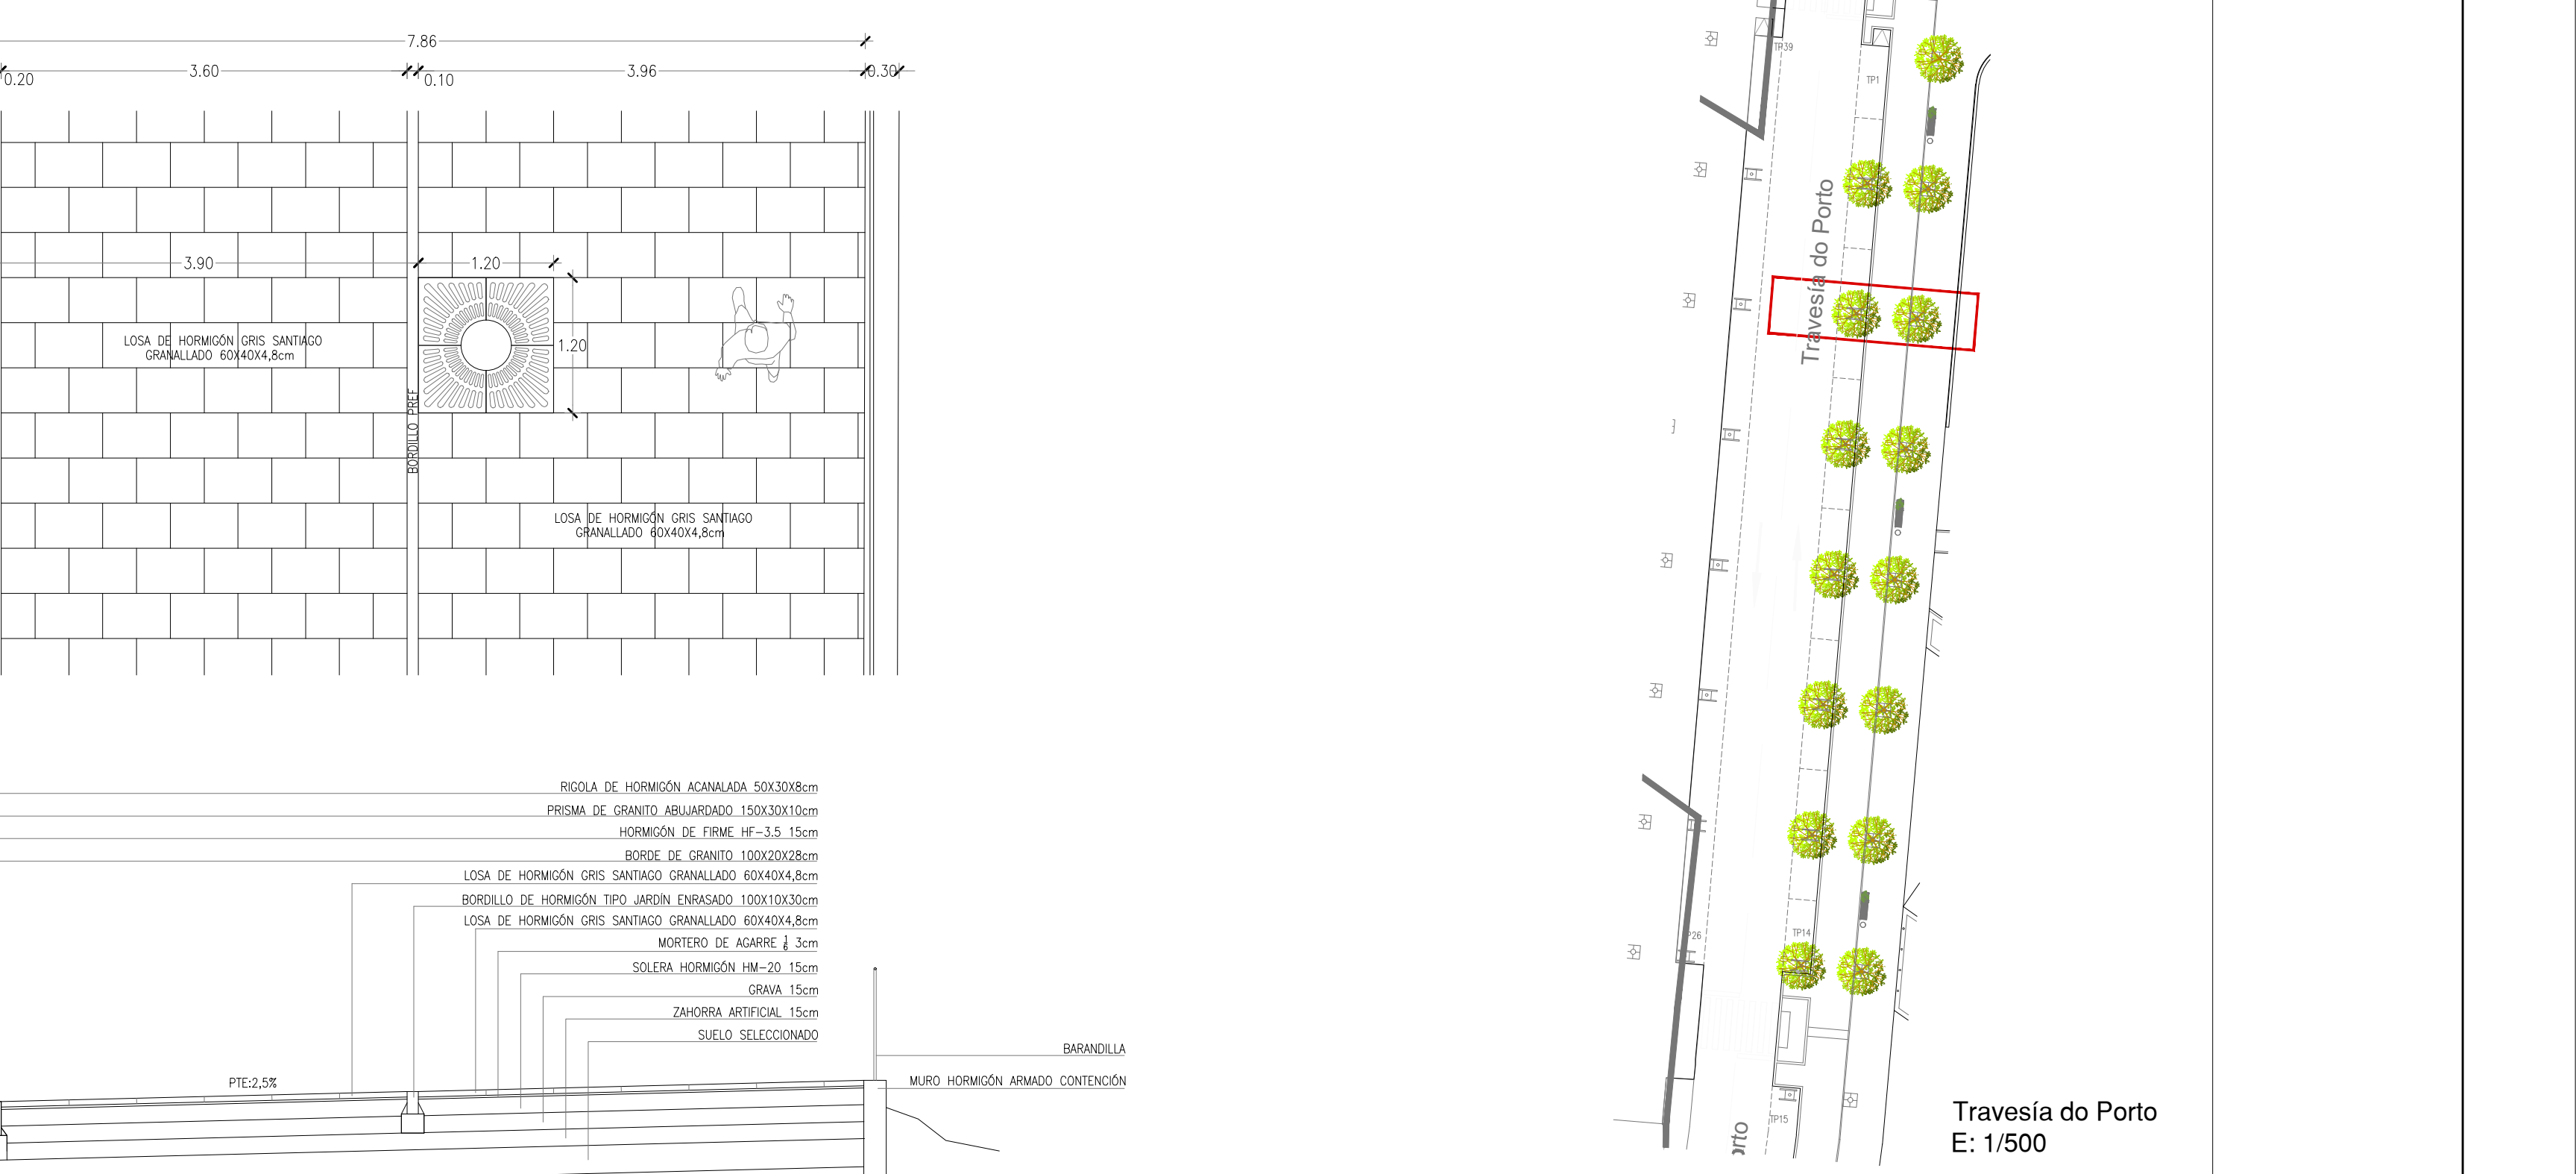 7.86
0.20
3.60
0.10
3.96
0.30
3.90
1.20
1.20
LOSA DE HORMIGÓN GRIS SANTIAGO
GRANALLADO 60X40X4,8cm
BORDILLO PREF
LOSA DE HORMIGÓN GRIS SANTIAGO
GRANALLADO 60X40X4,8cm
RIGOLA DE HORMIGÓN ACANALADA 50X30X8cm
PRISMA DE GRANITO ABUJARDADO 150X30X10cm
HORMIGÓN DE FIRME HF-3.5 15cm
BORDE DE GRANITO 100X20X28cm
LOSA DE HORMIGÓN GRIS SANTIAGO GRANALLADO 60X40X4,8cm
BORDILLO DE HORMIGÓN TIPO JARDÍN ENRASADO 100X10X30cm
LOSA DE HORMIGÓN GRIS SANTIAGO GRANALLADO 60X40X4,8cm
MORTERO DE AGARRE 1/6 3cm
SOLERA HORMIGÓN HM-20 15cm
GRAVA 15cm
ZAHORRA ARTIFICIAL 15cm
SUELO SELECCIONADO
BARANDILLA
MURO HORMIGÓN ARMADO CONTENCIÓN
PTE:2,5%
TP39
TP1
Travesía do Porto
P26
TP14
TP15
orto
Travesía do Porto
E: 1/500